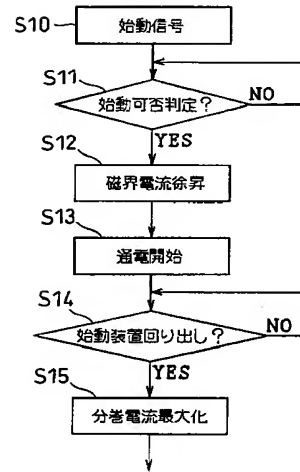 S10
始動信号
S11
始動可否判定?
NO
YES
S12
磁界電流徐昇
S13
通電開始
S14
始動装置回り出し?
NO
YES
S15
分巻電流最大化